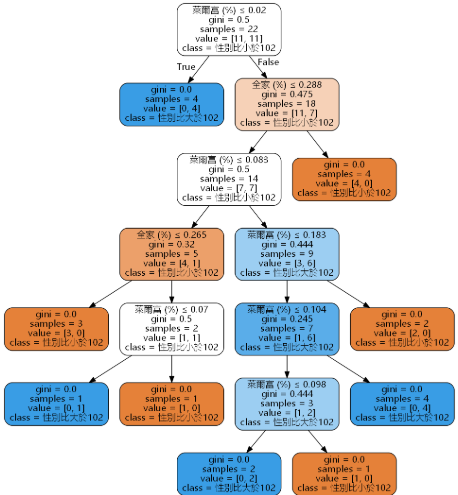 萊爾富 (%) ≤ 0.02
gini = 0.5
samples = 22
value = [11, 11]
class = 性別比小於102
True
False
gini = 0.0
samples = 4
value = [0, 4]
class = 性別比大於102
全家 (%) ≤ 0.288
gini = 0.475
samples = 18
value = [11, 7]
class = 性別比小於102
萊爾富 (%) ≤ 0.083
gini = 0.5
samples = 14
value = [7, 7]
class = 性別比小於102
gini = 0.0
samples = 4
value = [4, 0]
class = 性別比小於102
全家 (%) ≤ 0.265
gini = 0.32
samples = 5
value = [4, 1]
class = 性別比小於102
萊爾富 (%) ≤ 0.183
gini = 0.444
samples = 9
value = [3, 6]
class = 性別比大於102
gini = 0.0
samples = 3
value = [3, 0]
class = 性別比小於102
萊爾富 (%) ≤ 0.07
gini = 0.5
samples = 2
value = [1, 1]
class = 性別比小於102
萊爾富 (%) ≤ 0.104
gini = 0.245
samples = 7
value = [1, 6]
class = 性別比大於102
gini = 0.0
samples = 2
value = [2, 0]
class = 性別比小於102
gini = 0.0
samples = 1
value = [0, 1]
class = 性別比大於102
gini = 0.0
samples = 1
value = [1, 0]
class = 性別比小於102
萊爾富 (%) ≤ 0.098
gini = 0.444
samples = 3
value = [1, 2]
class = 性別比大於102
gini = 0.0
samples = 4
value = [0, 4]
class = 性別比大於102
gini = 0.0
samples = 2
value = [0, 2]
class = 性別比大於102
gini = 0.0
samples = 1
value = [1, 0]
class = 性別比小於102